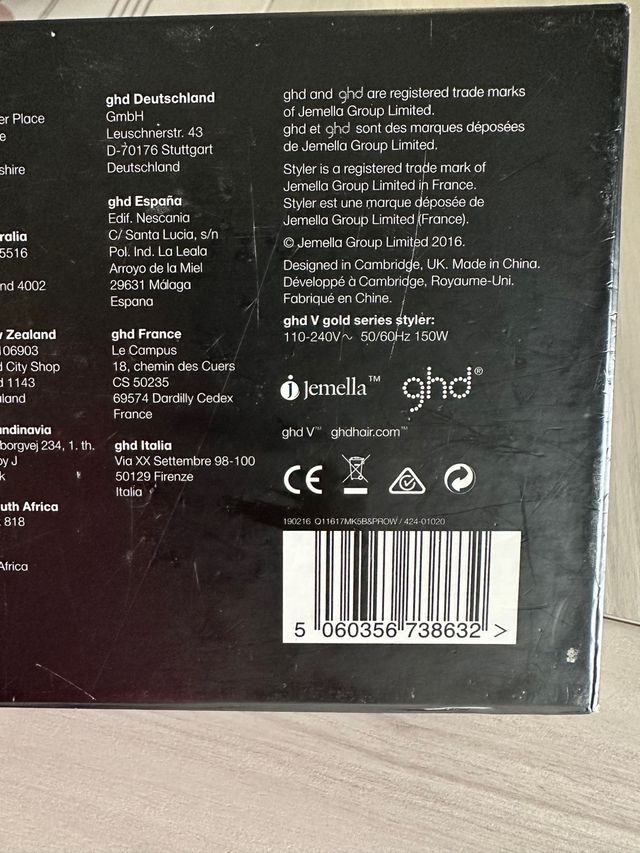 er Place
e
shire
ralia
5516
nd 4002
w Zealand
106903
d City Shop
d 1143
aland
andinavia
borgvej 234, 1. th.
by J
k
uth Africa
x 818
Africa
ghd Deutschland
GmbH
Leuschnerstr. 43
D-70176 Stuttgart
Deutschland
ghd España
Edif. Nescania
C/ Santa Lucia, s/n
Pol. Ind. La Leala
Arroyo de la Miel
29631 Málaga
Espana
ghd France
Le Campus
18, chemin des Cuers
CS 50235
69574 Dardilly Cedex
France
ghd Italia
Via XX Settembre 98-100
50129 Firenze
Italia
ghd and ghd are registered trade marks
of Jemella Group Limited.
ghd et ghd sont des marques déposées
de Jemella Group Limited.
Styler is a registered trade mark of
Jemella Group Limited in France.
Styler est une marque déposée de
Jemella Group Limited (France).
© Jemella Group Limited 2016.
Designed in Cambridge, UK. Made in China.
Développé à Cambridge, Royaume-Uni.
Fabriqué en Chine.
ghd V gold series styler:
110-240V~ 50/60Hz 150W
j jemella™ ghd®
ghd V™ ghdhair.com™
CE
190216 Q11617MK5B&PROW / 424-01020
5 060356 738632 >